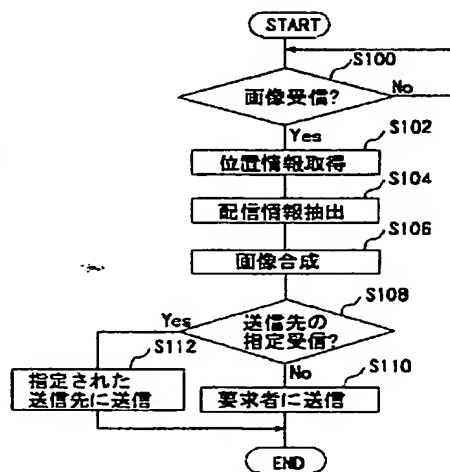 START
S100
画像受信?
No
Yes
S102
位置情報取得
S104
配信情報抽出
S106
画像合成
S108
送信先の
指定受信?
Yes
S112
指定された
送信先に送信
No
S110
要求者に送信
END